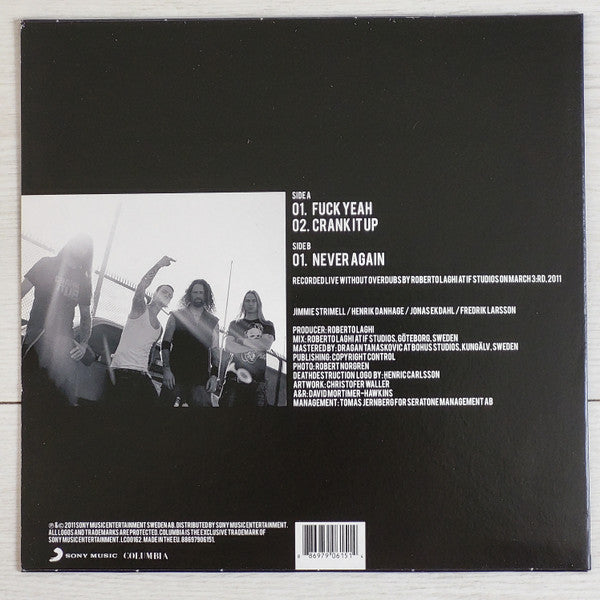 SIDE A
01. FUCK YEAH
02. CRANK IT UP
SIDE B
01. NEVER AGAIN
RECORDED LIVE WITHOUT OVERDUBS BY ROBERTO LAGHI AT IF STUDIOS ON MARCH 3:RD, 2011
JIMMIE STRIMELL / HENRIK DANHAGE / JONAS EKDAHL / FREDRIK LARSSON
PRODUCER: ROBERTO LAGHI
MIX: ROBERTO LAGHI AT IF STUDIOS, GÖTEBORG, SWEDEN
MASTERED BY: DRAGAN TANASKOVIC AT BOHUS STUDIOS, KUNGÄLV, SWEDEN
PUBLISHING: COPYRIGHT CONTROL
PHOTO: ROBERT NORGREN
DEATHDESTRUCTION LOGO BY: HENRIC CARLSSON
ARTWORK: CHRISTOFER WALLER
A&R: DAVID MORTIMER-HAWKINS
MANAGEMENT: TOMAS JERNBERG FOR SERATONE MANAGEMENT AB
℗ & © 2011 SONY MUSIC ENTERTAINMENT SWEDEN AB. DISTRIBUTED BY SONY MUSIC ENTERTAINMENT.
ALL LOGOS AND TRADEMARKS ARE PROTECTED. COLUMBIA IS THE EXCLUSIVE TRADEMARK OF
SONY MUSIC ENTERTAINMENT. LC00162. MADE IN THE EU. 88697906151.
SONY MUSIC COLUMBIA
8 86979 06151 4